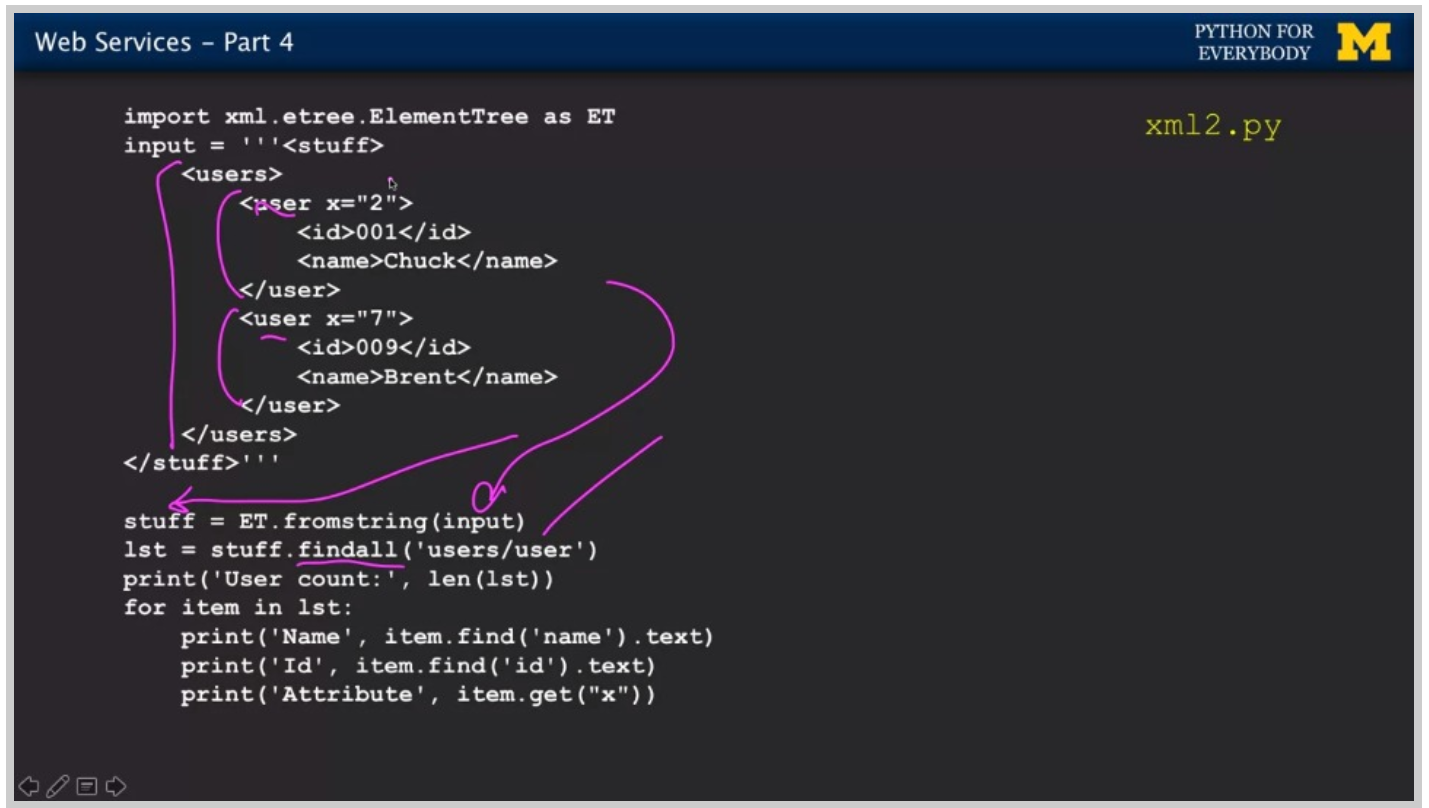 Web Services – Part 4
PYTHON FOR
EVERYBODY
M
xml2.py
import xml.etree.ElementTree as ET
input = '''<stuff>
    <users>
        <user x="2">
            <id>001</id>
            <name>Chuck</name>
        </user>
        <user x="7">
            <id>009</id>
            <name>Brent</name>
        </user>
    </users>
</stuff>'''

stuff = ET.fromstring(input)
lst = stuff.findall('users/user')
print('User count:', len(lst))
for item in lst:
    print('Name', item.find('name').text)
    print('Id', item.find('id').text)
    print('Attribute', item.get("x"))